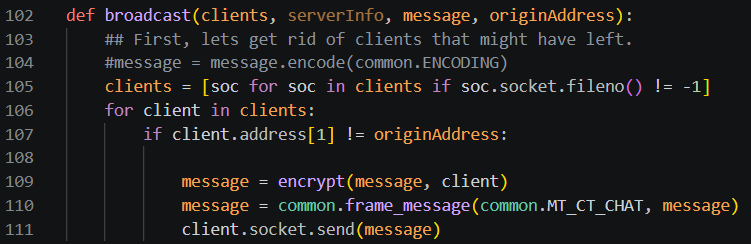 102 def broadcast(clients, serverInfo, message, originAddress):
103 ## First, lets get rid of clients that might have left.
104 #message = message.encode(common.ENCODING)
105 clients = [soc for soc in clients if soc.socket.fileno() != -1]
106 for client in clients:
107 if client.address[1] != originAddress:
108
109 message = encrypt(message, client)
110 message = common.frame_message(common.MT_CT_CHAT, message)
111 client.socket.send(message)